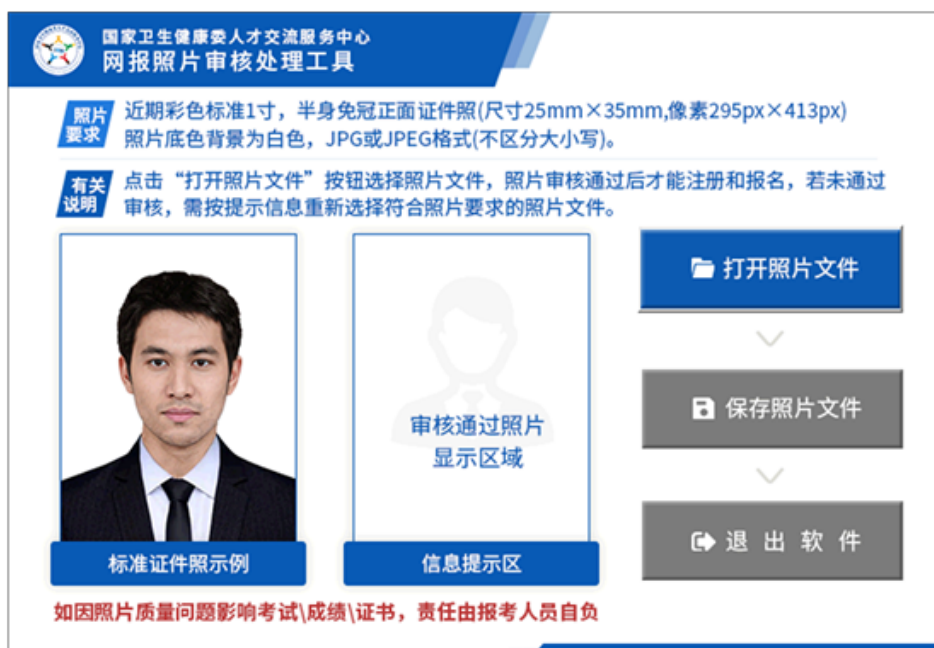 国家卫生健康委人才交流服务中心
网报照片审核处理工具
照片
要求
近期彩色标准1寸，半身免冠正面证件照(尺寸25mm×35mm,像素295px×413px)
照片底色背景为白色，JPG或JPEG格式(不区分大小写)。
有关
说明
点击“打开照片文件”按钮选择照片文件，照片审核通过后才能注册和报名，若未通过
审核，需按提示信息重新选择符合照片要求的照片文件。
标准证件照示例
审核通过照片
显示区域
信息提示区
打开照片文件
保存照片文件
退出软件
如因照片质量问题影响考试\成绩\证书，责任由报考人员自负